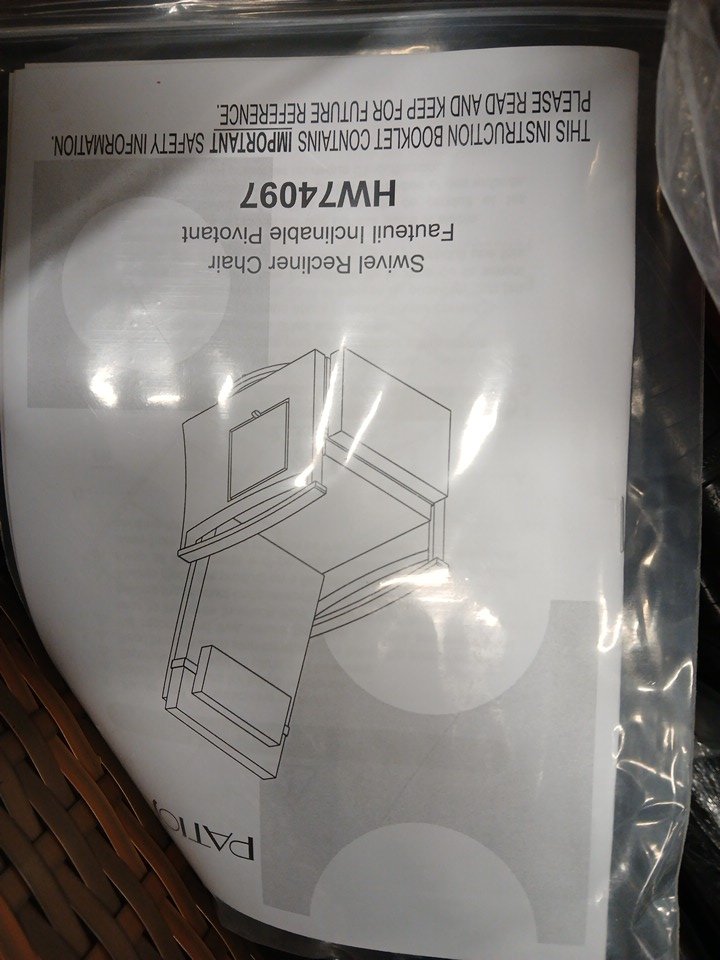 PATIO
Swivel Recliner Chair
Fauteuil Inclinable Pivotant
HW74097
THIS INSTRUCTION BOOKLET CONTAINS IMPORTANT SAFETY INFORMATION.
PLEASE READ AND KEEP FOR FUTURE REFERENCE.